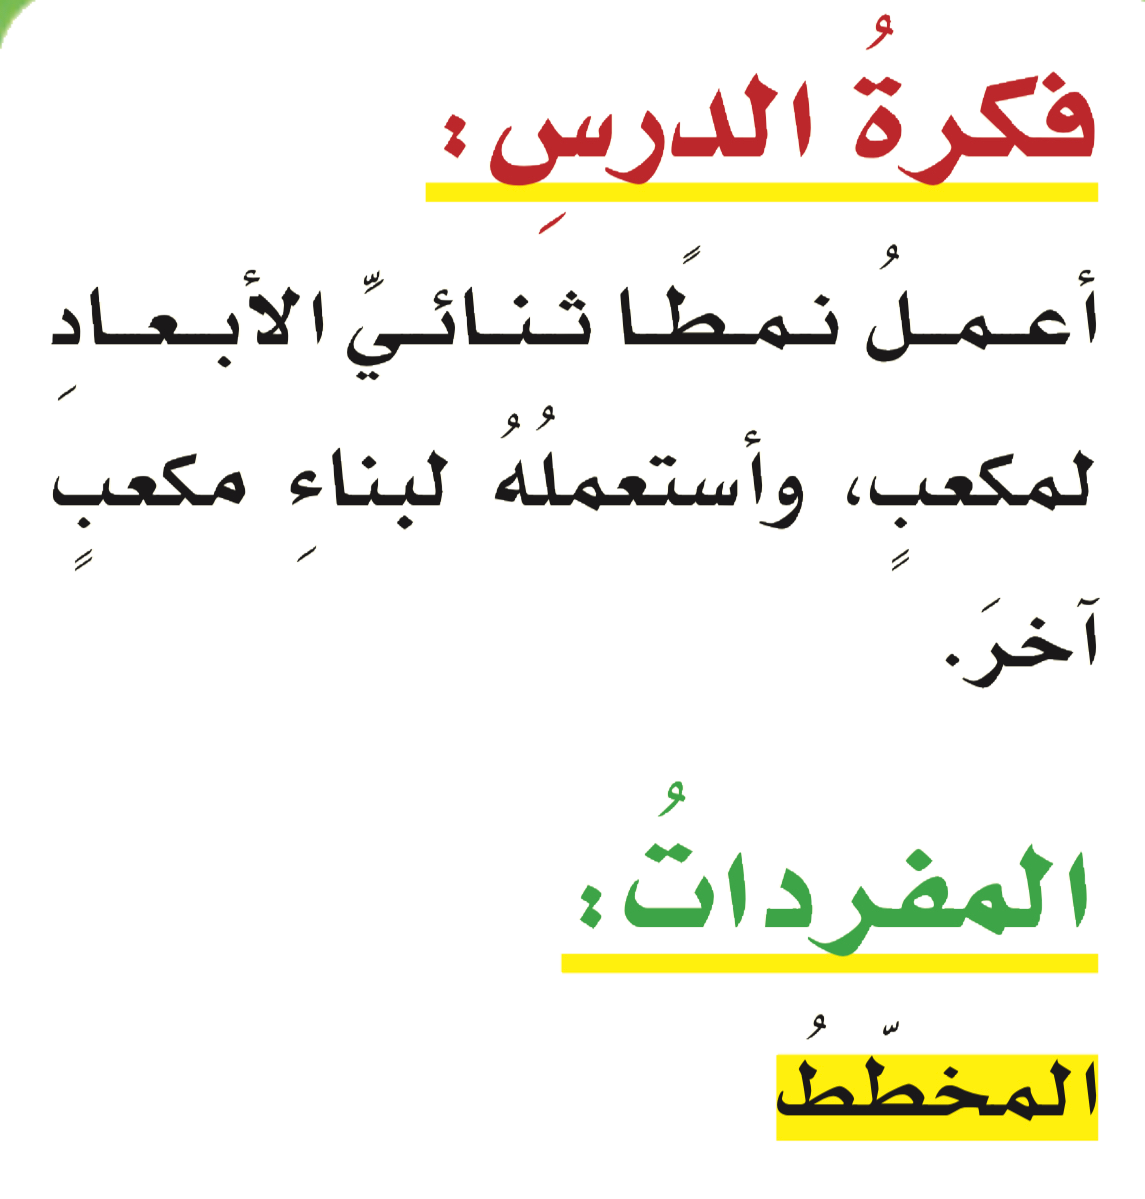 فكرةُ الدرسِ:
أعملُ نمطًا ثنائيِّ الأبعادِ
لمكعبٍ، وأستعملُهُ لبناءِ مكعبٍ
آخرَ.
المفرداتُ:
المخطّطُ